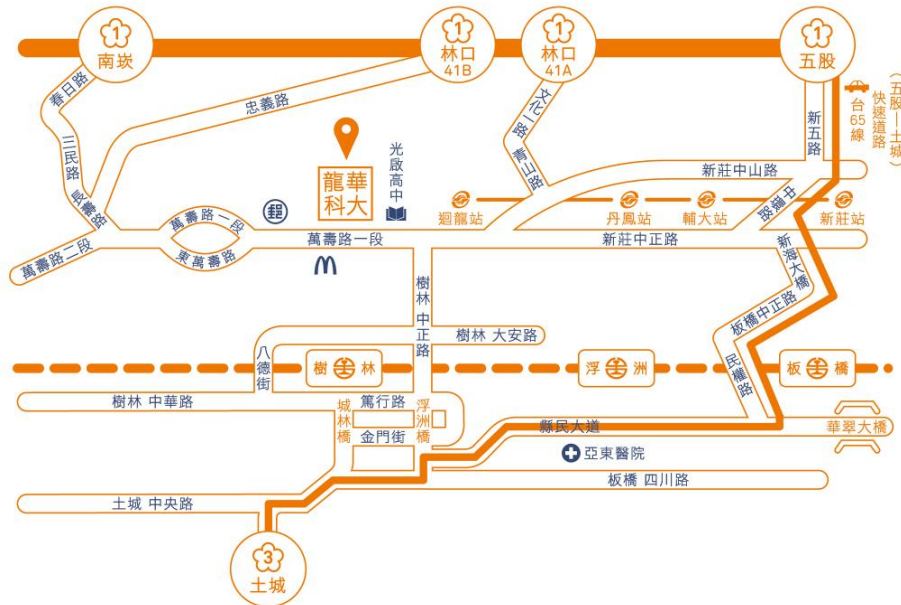 1
南崁
1
林口
41B
1
林口
41A
1
五股
台65線
快速道路
(五股—土城)
春日路
忠義路
文化一路
青山路
新五路
三民路
長壽路
龍華
科大
光啟高中
新莊中山路
中華路
迴龍站
丹鳳站
輔大站
新莊站
郵
萬壽路一段
東萬壽路
萬壽路二段
萬壽路一段
新莊中正路
新海大橋
樹林 中正路
樹林 大安路
板橋中正路
八德街
民權路
樹 林
浮 洲
板 橋
樹林 中華路
城林橋
篤行路
浮洲橋
金門街
縣民大道
華翠大橋
亞東醫院
板橋 四川路
土城 中央路
3
土城